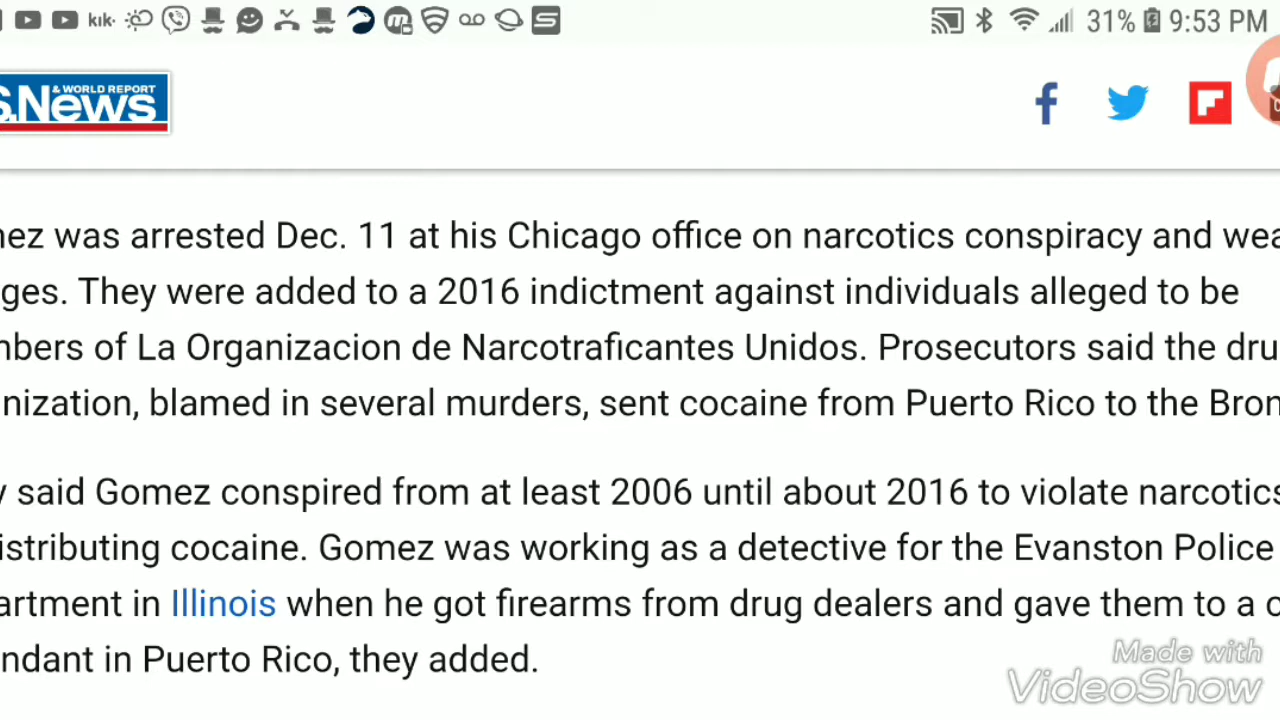 kik· 31% 9:53 PM
S.News & WORLD REPORT
nez was arrested Dec. 11 at his Chicago office on narcotics conspiracy and wea
ges. They were added to a 2016 indictment against individuals alleged to be
nbers of La Organizacion de Narcotraficantes Unidos. Prosecutors said the dru
nization, blamed in several murders, sent cocaine from Puerto Rico to the Bron
y said Gomez conspired from at least 2006 until about 2016 to violate narcotics
istributing cocaine. Gomez was working as a detective for the Evanston Police
artment in Illinois when he got firearms from drug dealers and gave them to a c
ndant in Puerto Rico, they added.
Made with
VideoShow